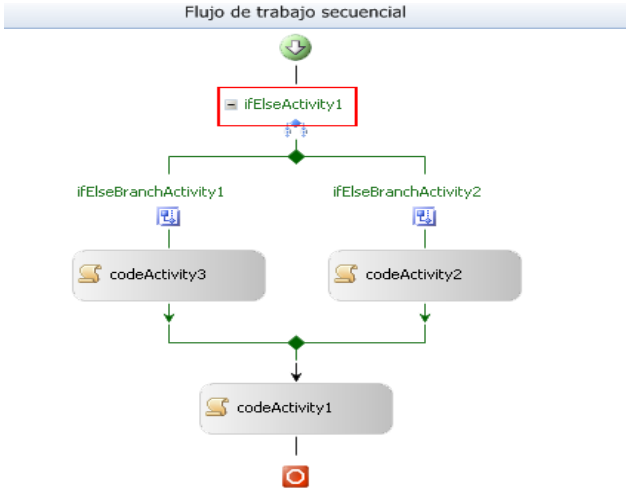 Flujo de trabajo secuencial
ifElseActivity1
ifElseBranchActivity1
ifElseBranchActivity2
codeActivity3
codeActivity2
codeActivity1